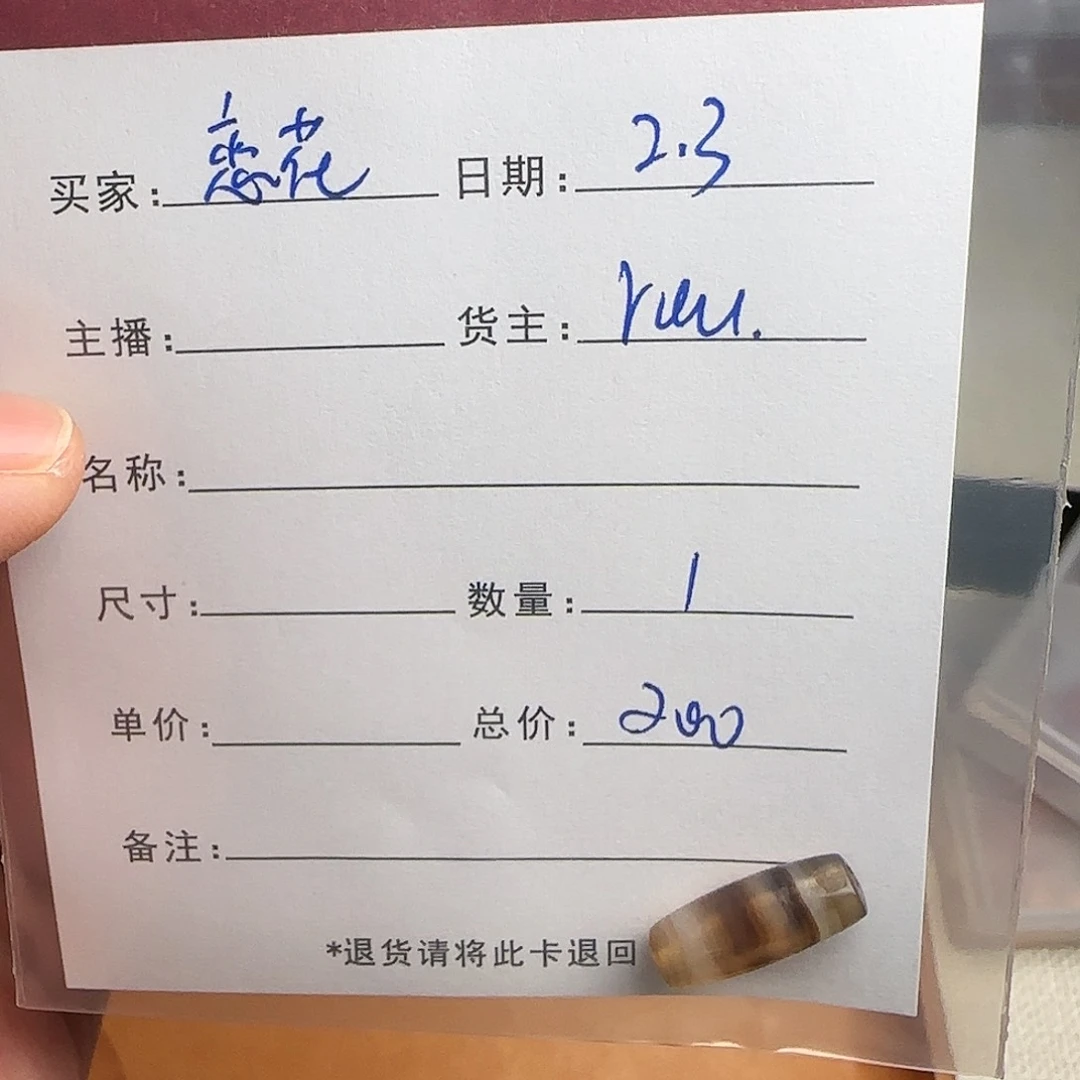 买家: 花 日期: 2.3
主播: 货主:
名称:
尺寸: 数量: 1
单价: 总价: 200
备注:
*退货请将此卡退回